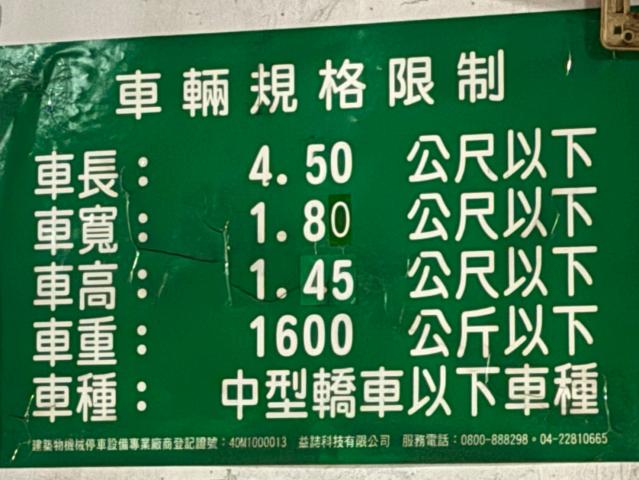 車輛規格限制
車長： 4.50 公尺以下
車寬： 1.80 公尺以下
車高： 1.45 公尺以下
車重： 1600 公斤以下
車種： 中型轎車以下車種
建築物機械停車設備專業廠商登記證號：40M1000013 益誌科技有限公司 服務電話：0800-888298。04-22810665